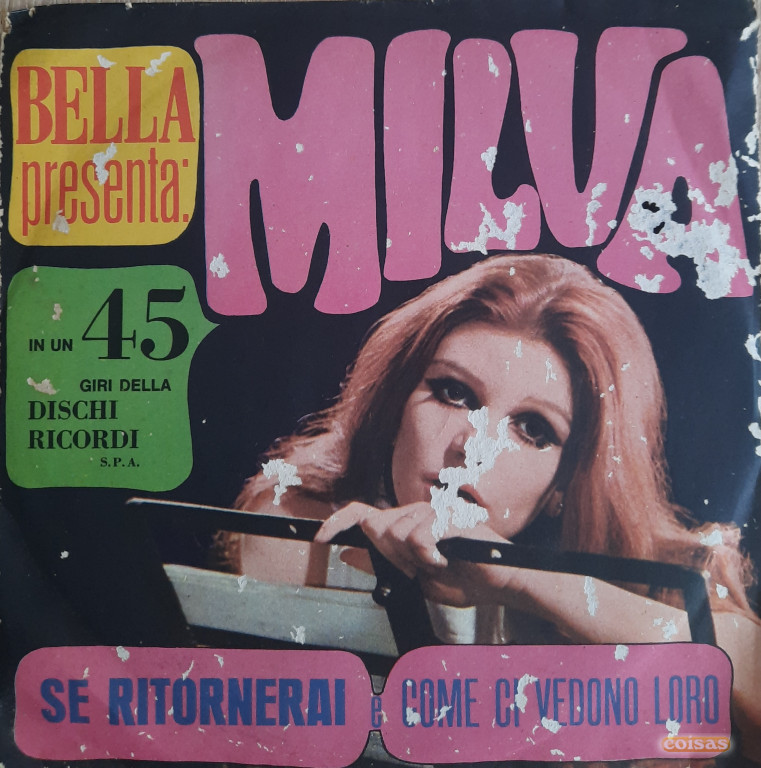 BELLA
presenta:
MILVA
IN UN 45
GIRI DELLA
DISCHI
RICORDI
S.P.A.
SE RITORNERAI e COME CI VEDONO LORO
coisas